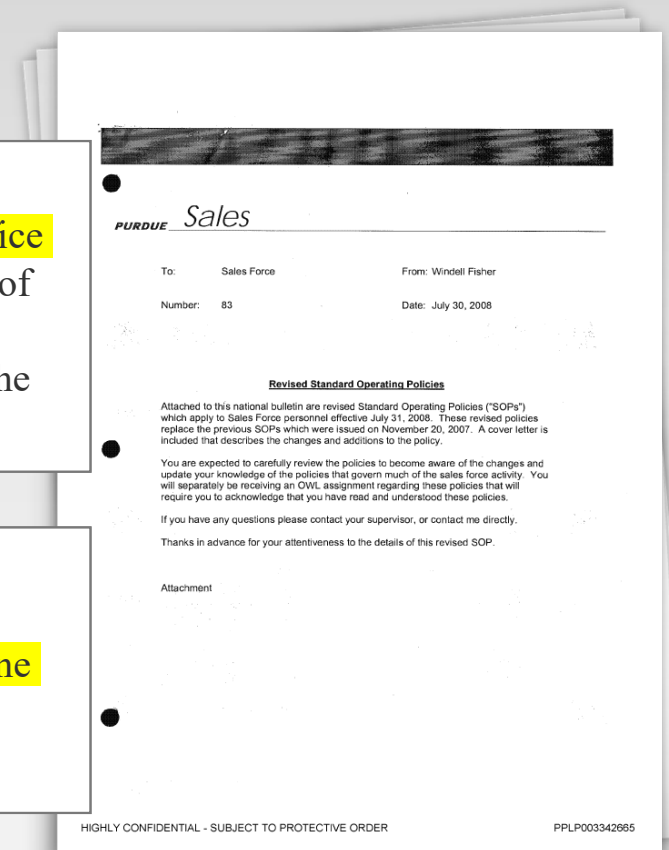 ice
of
ne
ne
PURDUE Sales
To: Sales Force From: Windell Fisher
Number: 83 Date: July 30, 2008
Revised Standard Operating Policies
Attached to this national bulletin are revised Standard Operating Policies ("SOPs")
which apply to Sales Force personnel effective July 31, 2008. These revised policies
replace the previous SOPs which were issued on November 20, 2007. A cover letter is
included that describes the changes and additions to the policy.
You are expected to carefully review the policies to become aware of the changes and
update your knowledge of the policies that govern much of the sales force activity. You
will separately be receiving an OWL assignment regarding these policies that will
require you to acknowledge that you have read and understood these policies.
If you have any questions please contact your supervisor, or contact me directly.
Thanks in advance for your attentiveness to the details of this revised SOP.
Attachment
HIGHLY CONFIDENTIAL - SUBJECT TO PROTECTIVE ORDER PPLP003342665